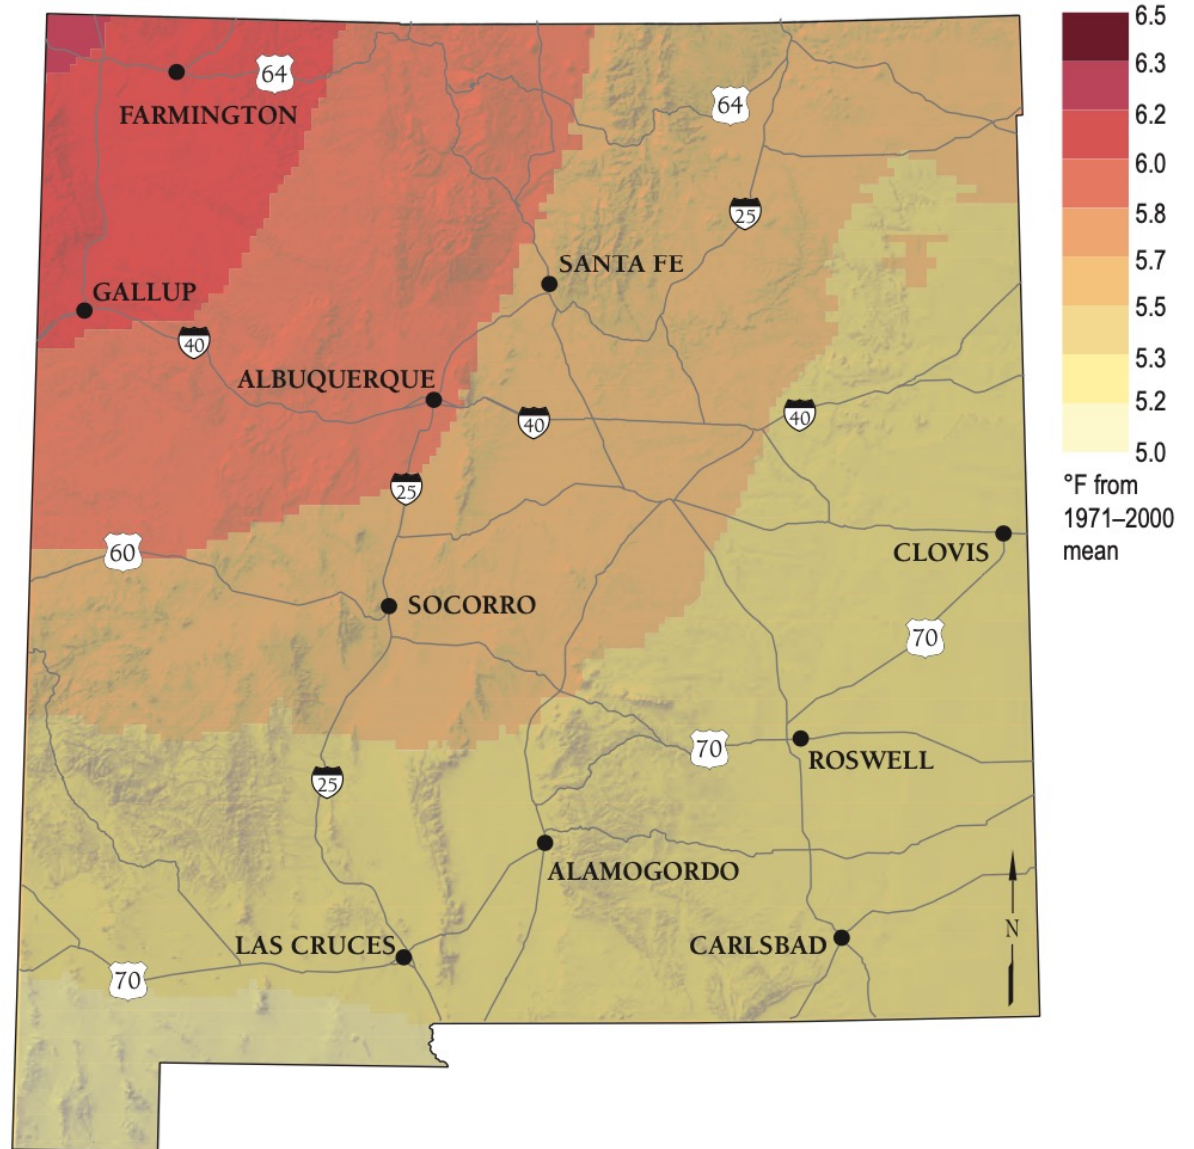 64
FARMINGTON
64
25
SANTA FE
GALLUP
40
ALBUQUERQUE
40
40
25
60
CLOVIS
SOCORRO
70
70
ROSWELL
25
ALAMOGORDO
N
LAS CRUCES
CARLSBAD
70
6.5
6.3
6.2
6.0
5.8
5.7
5.5
5.3
5.2
5.0
°F from
1971–2000
mean